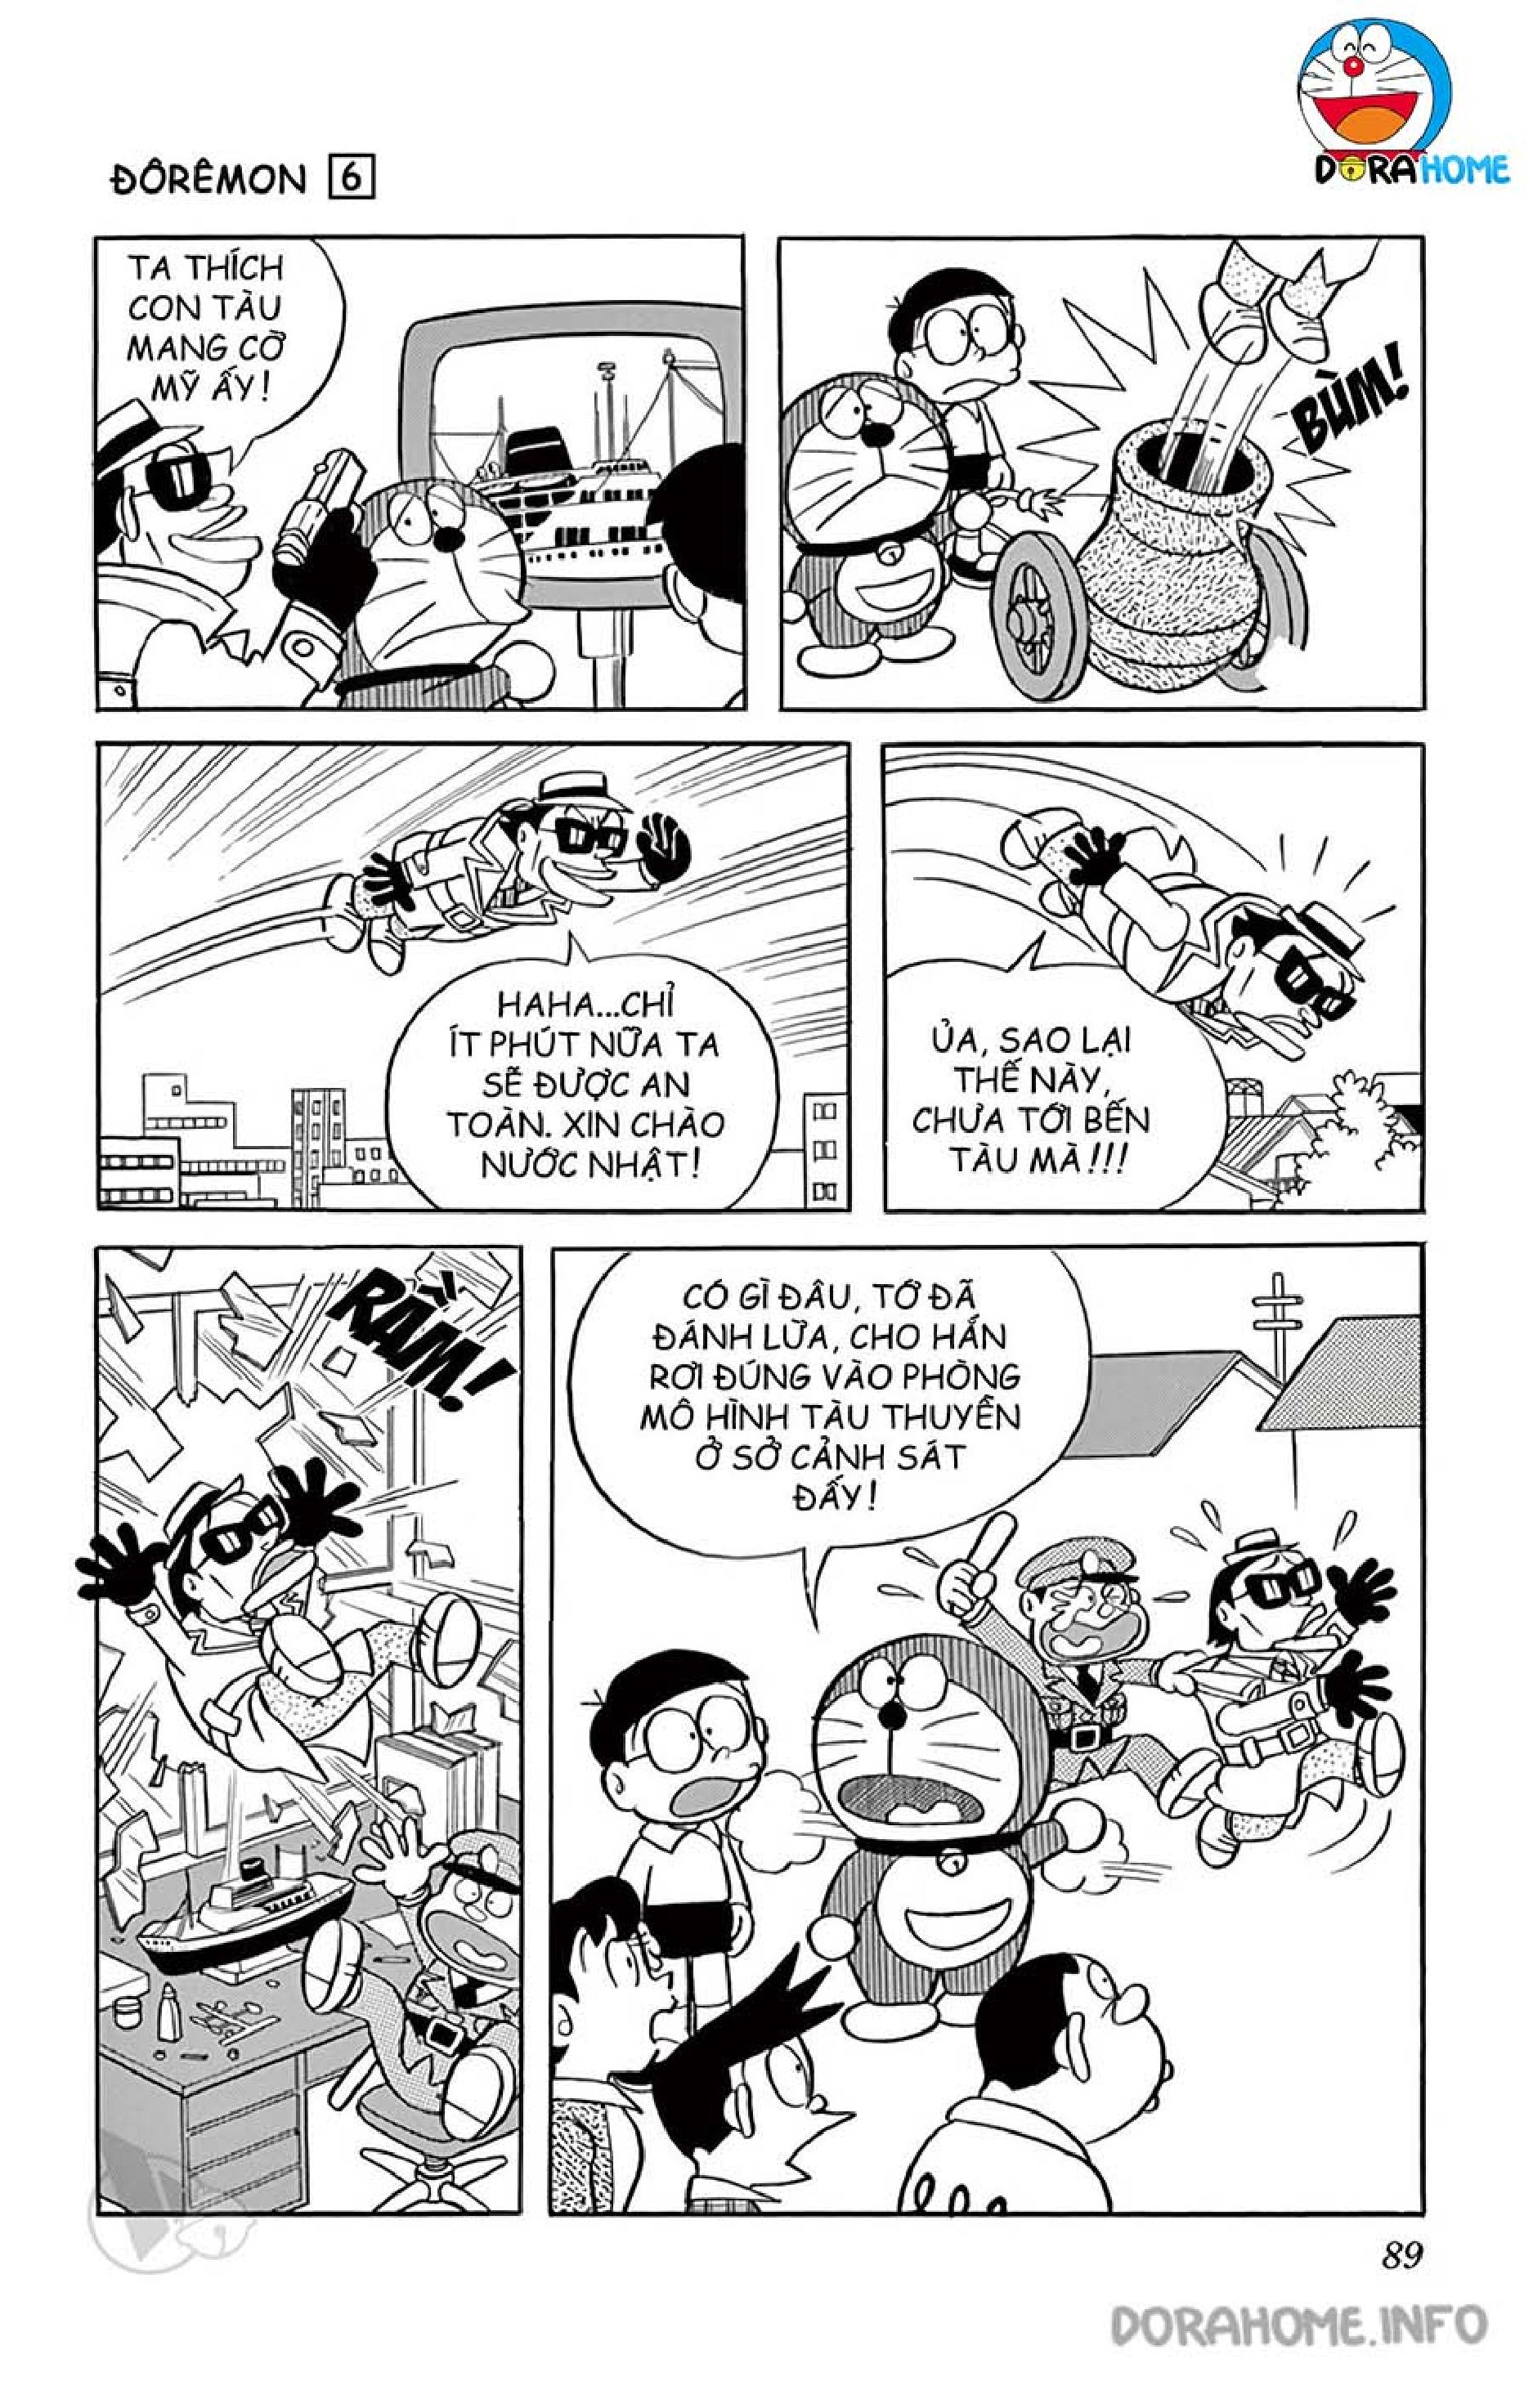 DORAHOME
ĐÔRÊMON 6
TA THÍCH
CON TÀU
MANG CỜ
MỸ ẤY!
BÙM!
HAHA...CHỈ
ÍT PHÚT NỮA TA
SẼ ĐƯỢC AN
TOÀN. XIN CHÀO
NƯỚC NHẬT!
ỦA, SAO LẠI
THẾ NÀY,
CHƯA TỚI BẾN
TÀU MÀ!!!
RẦM!
CÓ GÌ ĐÂU, TỚ ĐÃ
ĐÁNH LỪA, CHO HẮN
RƠI ĐÚNG VÀO PHÒNG
MÔ HÌNH TÀU THUYỀN
Ở SỞ CẢNH SÁT
ĐẤY!
89
DORAHOME.INFO